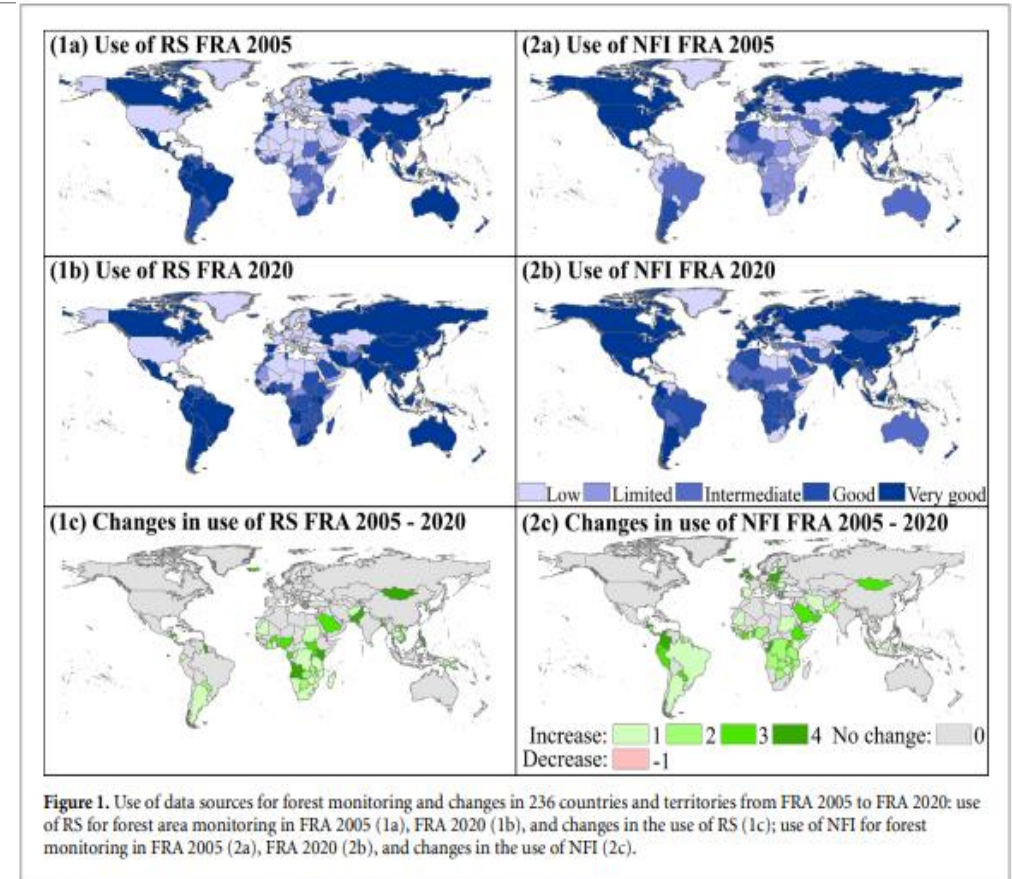 (1a) Use of RS FRA 2005
(2a) Use of NFI FRA 2005
(1b) Use of RS FRA 2020
(2b) Use of NFI FRA 2020
Low Limited Intermediate Good Very good
(1c) Changes in use of RS FRA 2005 - 2020
(2c) Changes in use of NFI FRA 2005 - 2020
Increase: 1 2 3 4 No change: 0
Decrease: -1
Figure 1. Use of data sources for forest monitoring and changes in 236 countries and territories from FRA 2005 to FRA 2020: use
of RS for forest area monitoring in FRA 2005 (1a), FRA 2020 (1b), and changes in the use of RS (1c); use of NFI for forest
monitoring in FRA 2005 (2a), FRA 2020 (2b), and changes in the use of NFI (2c).